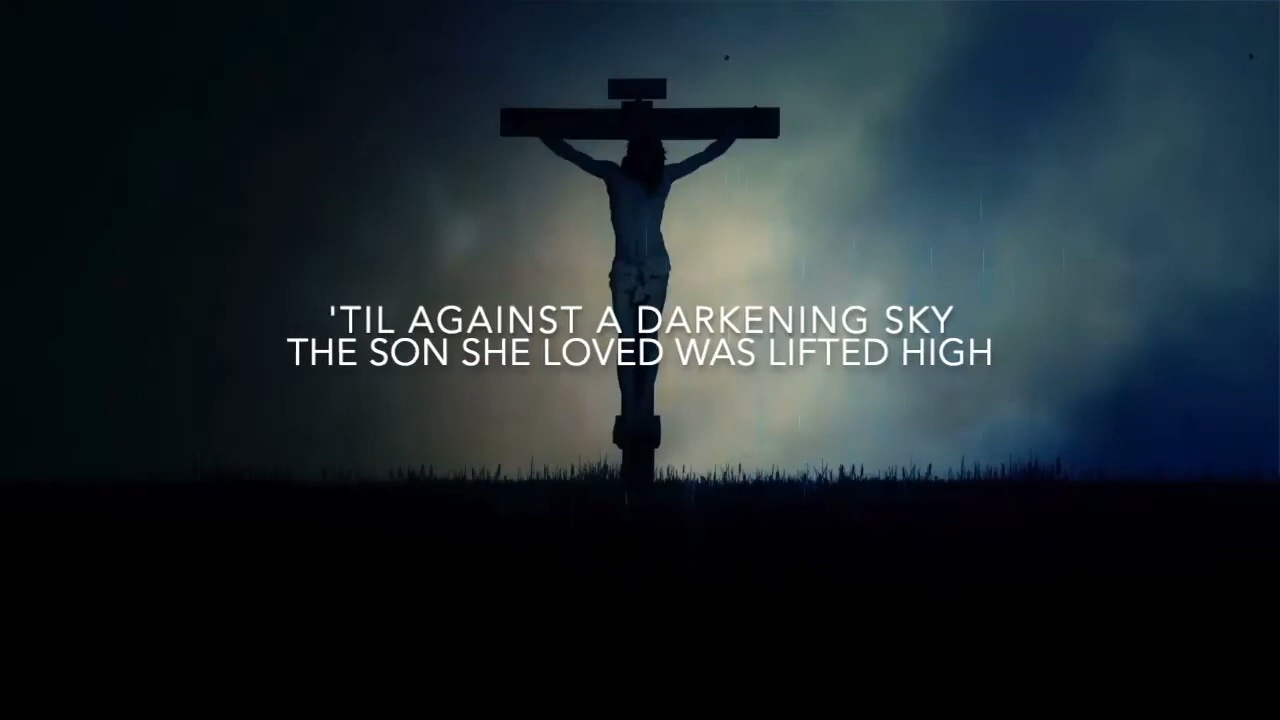 'TIL AGAINST A DARKENING SKY
THE SON SHE LOVED WAS LIFTED HIGH